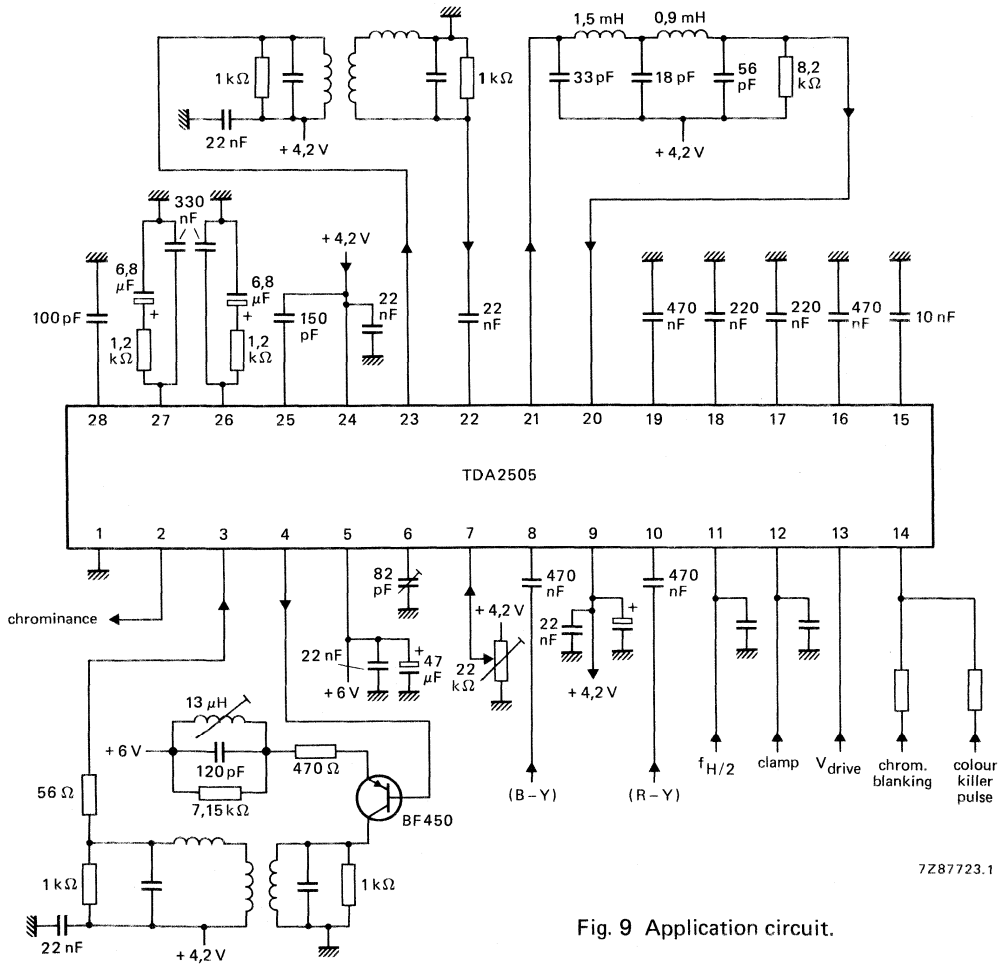 1,5 mH
0,9 mH
1 kΩ
1 kΩ
33 pF
18 pF
56
pF
8,2
kΩ
22 nF
+ 4,2 V
+ 4,2 V
330
nF
+ 4,2 V
6,8
µF
+
6,8
µF
+
100 pF
1,2
kΩ
1,2
kΩ
150
pF
22
nF
22
nF
470
nF
220
nF
220
nF
470
nF
10 nF
28 27 26 25 24 23 22 21 20 19 18 17 16 15
TDA2505
1 2 3 4 5 6 7 8 9 10 11 12 13 14
chrominance
82
pF
+ 4,2 V
470
nF
22
nF
+
470
nF
22 nF
+
47
µF
22
kΩ
+ 6 V
+ 4,2 V
13 µH
+ 6 V
120 pF
470 Ω
7,15 kΩ
BF450
56 Ω
(B – Y)
(R – Y)
fH/2
clamp
Vdrive
chrom.
blanking
colour
killer
pulse
1 kΩ
1 kΩ
22 nF
+ 4,2 V
7Z87723.1
Fig. 9 Application circuit.